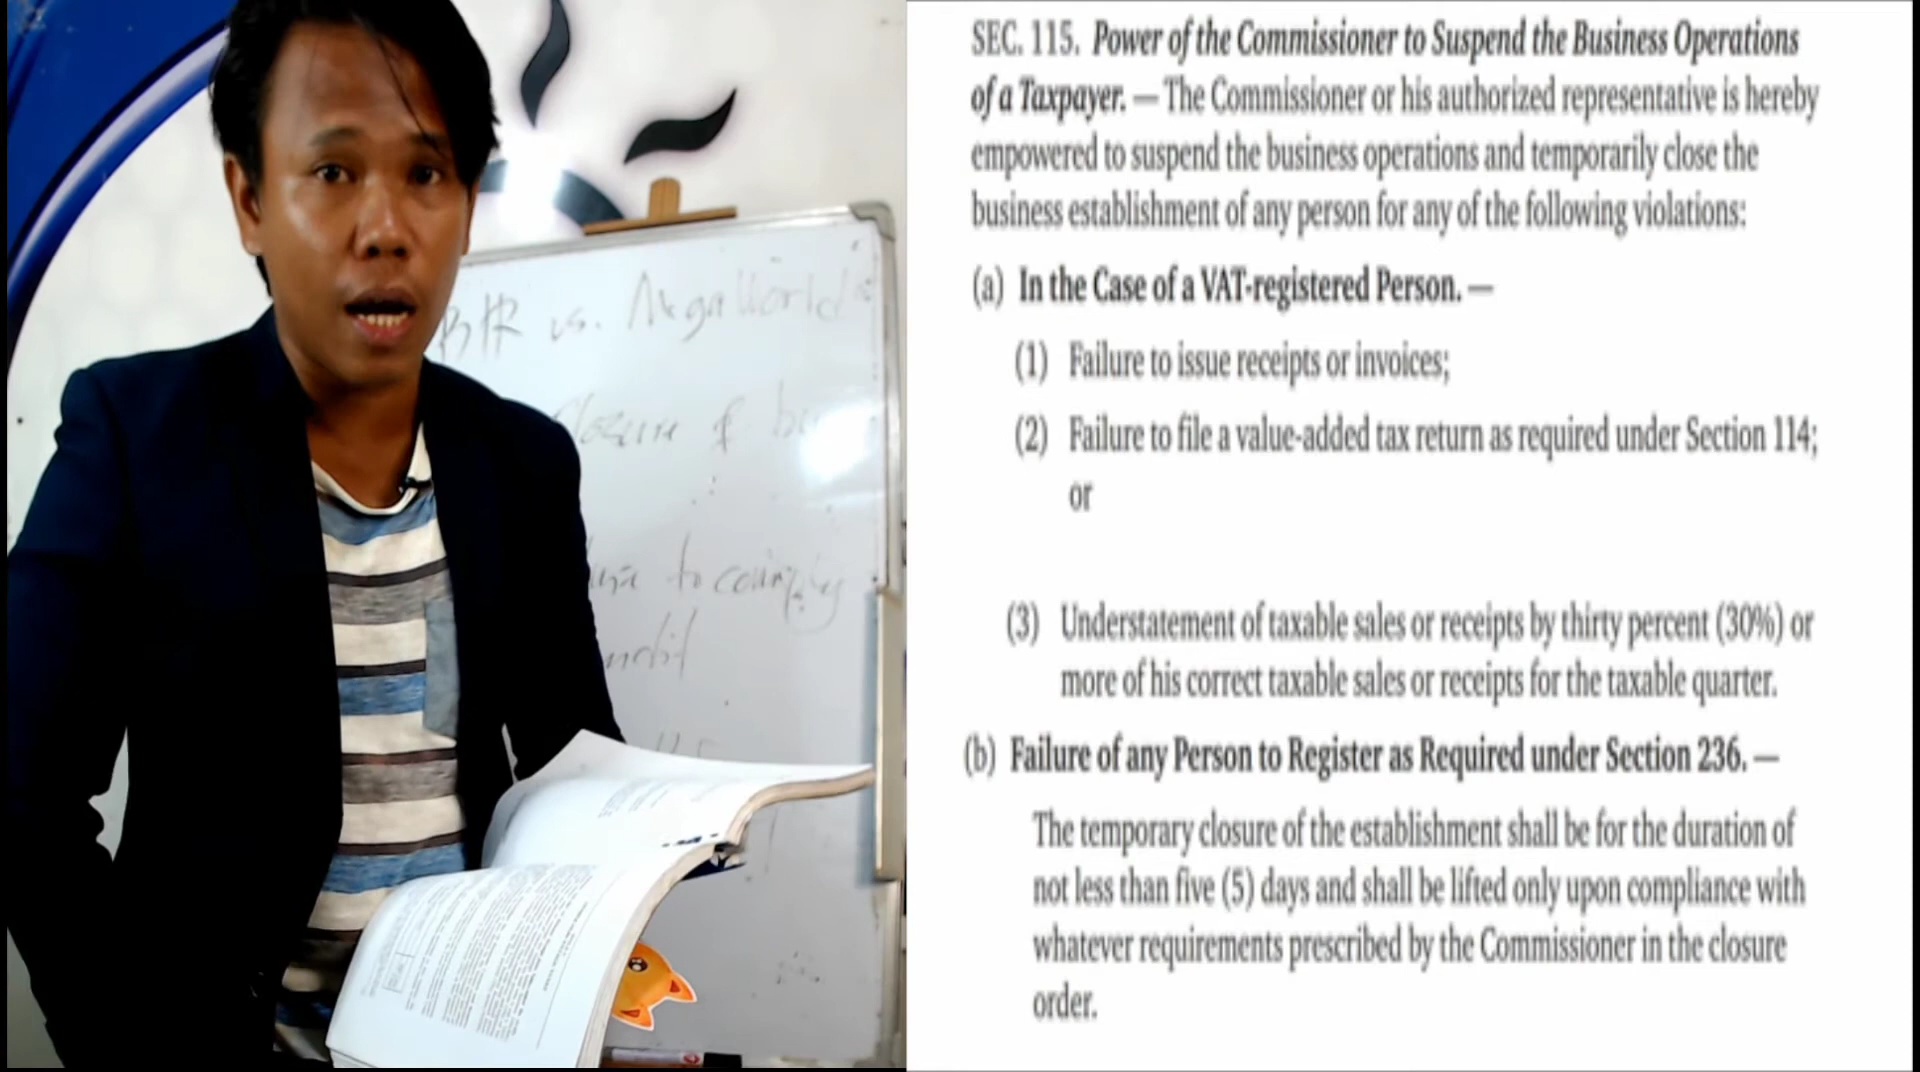 BIR vs. MegaWorld
closure of
to comply
SEC. 115. Power of the Commissioner to Suspend the Business Operations
of a Taxpayer. — The Commissioner or his authorized representative is hereby
empowered to suspend the business operations and temporarily close the
business establishment of any person for any of the following violations:
(a) In the Case of a VAT-registered Person. —
(1) Failure to issue receipts or invoices;
(2) Failure to file a value-added tax return as required under Section 114;
or
(3) Understatement of taxable sales or receipts by thirty percent (30%) or
more of his correct taxable sales or receipts for the taxable quarter.
(b) Failure of any Person to Register as Required under Section 236. —
The temporary closure of the establishment shall be for the duration of
not less than five (5) days and shall be lifted only upon compliance with
whatever requirements prescribed by the Commissioner in the closure
order.